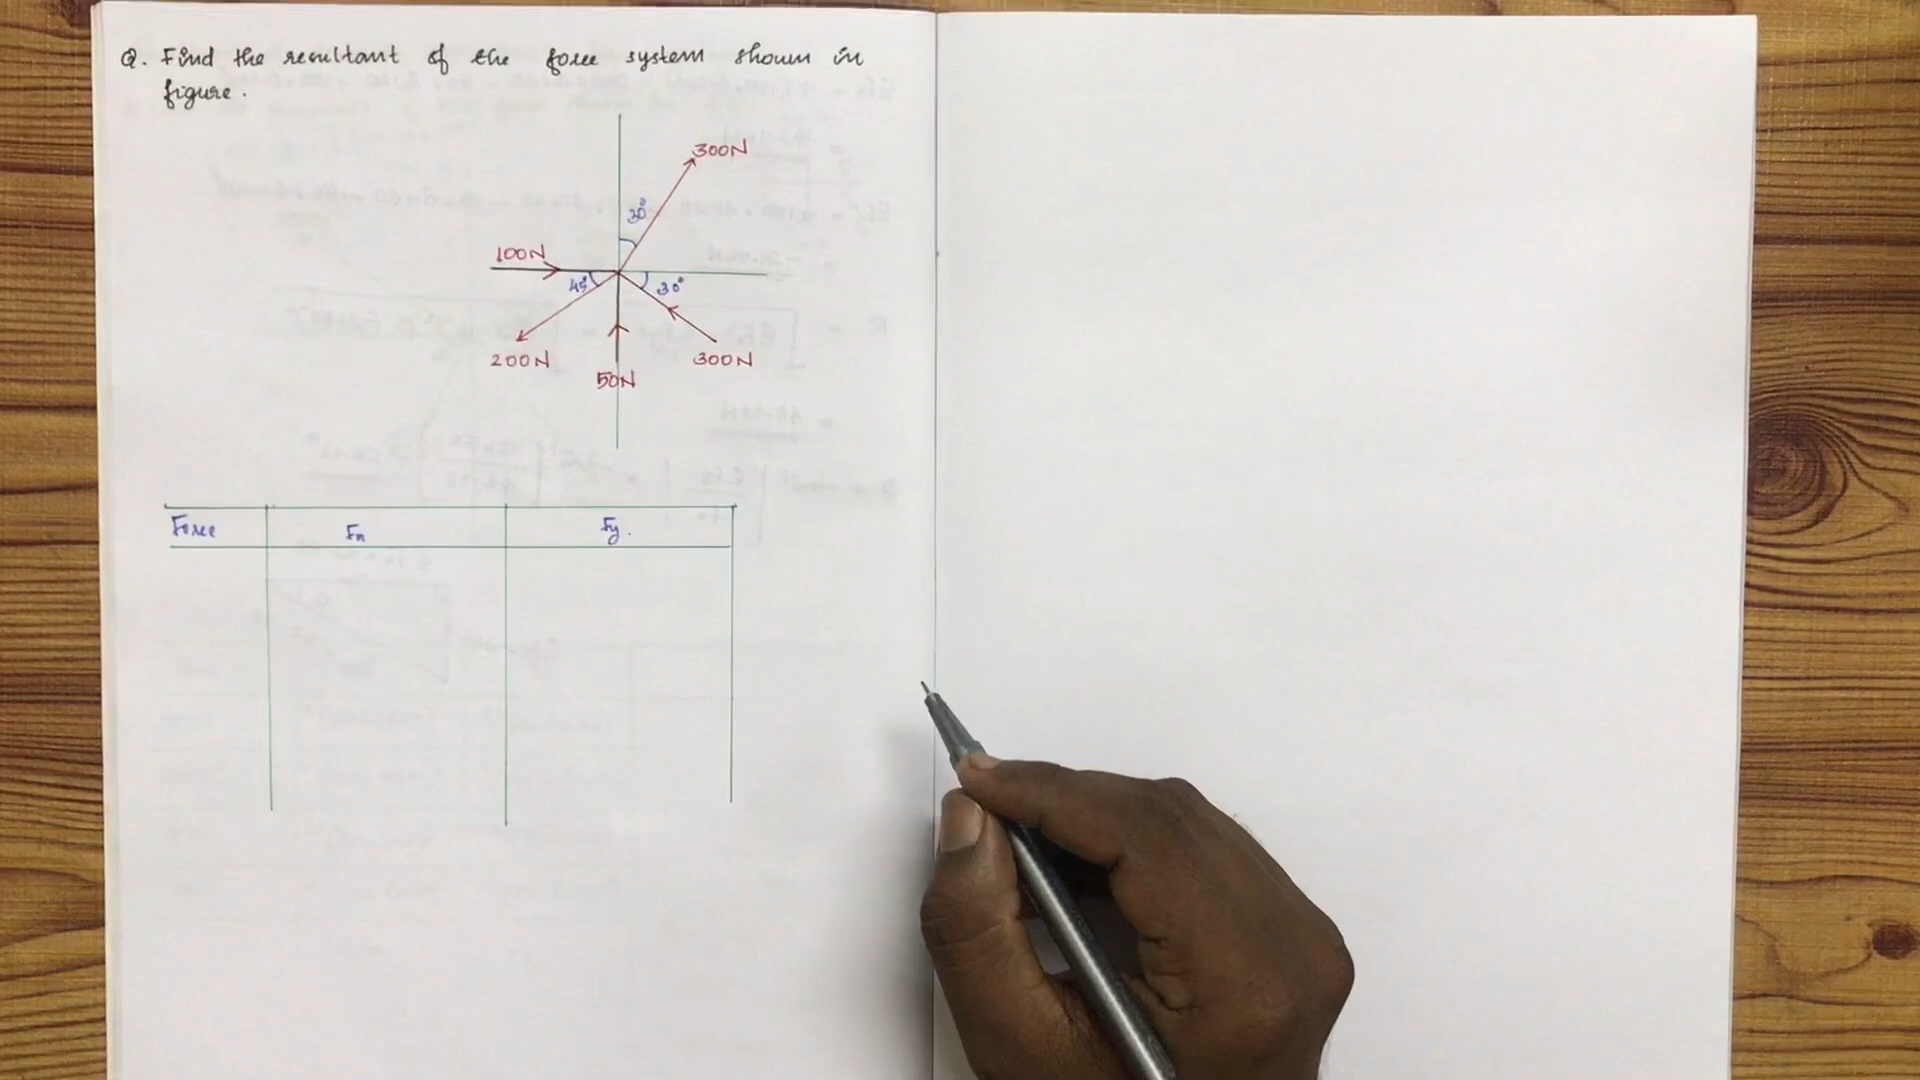 Q. Find the resultant of the force system shown in
figure.
300N
30°
100N
45°
30°
200N
300N
50N
Force Fx Fy.